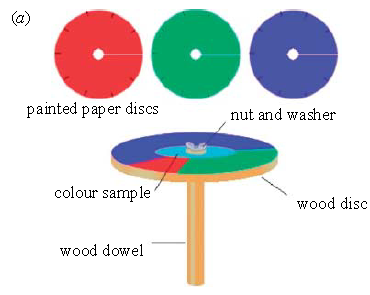 (a)
painted paper discs
nut and washer
colour sample
wood disc
wood dowel